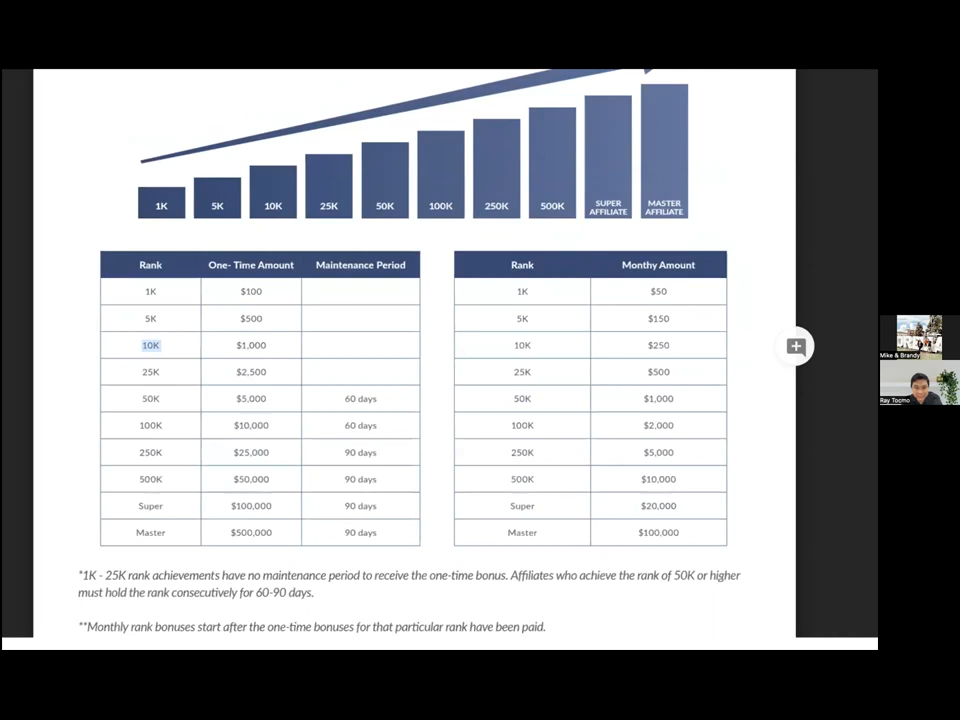 1K 5K 10K 25K 50K 100K 250K 500K SUPER AFFILIATE MASTER AFFILIATE
Rank One- Time Amount Maintenance Period
1K $100
5K $500
10K $1,000
25K $2,500
50K $5,000 60 days
100K $10,000 60 days
250K $25,000 90 days
500K $50,000 90 days
Super $100,000 90 days
Master $500,000 90 days
Rank Monthy Amount
1K $50
5K $150
10K $250
25K $500
50K $1,000
100K $2,000
250K $5,000
500K $10,000
Super $20,000
Master $100,000
*1K - 25K rank achievements have no maintenance period to receive the one-time bonus. Affiliates who achieve the rank of 50K or higher
must hold the rank consecutively for 60-90 days.
**Monthly rank bonuses start after the one-time bonuses for that particular rank have been paid.
Mike & Brandy
Ray Tocmo